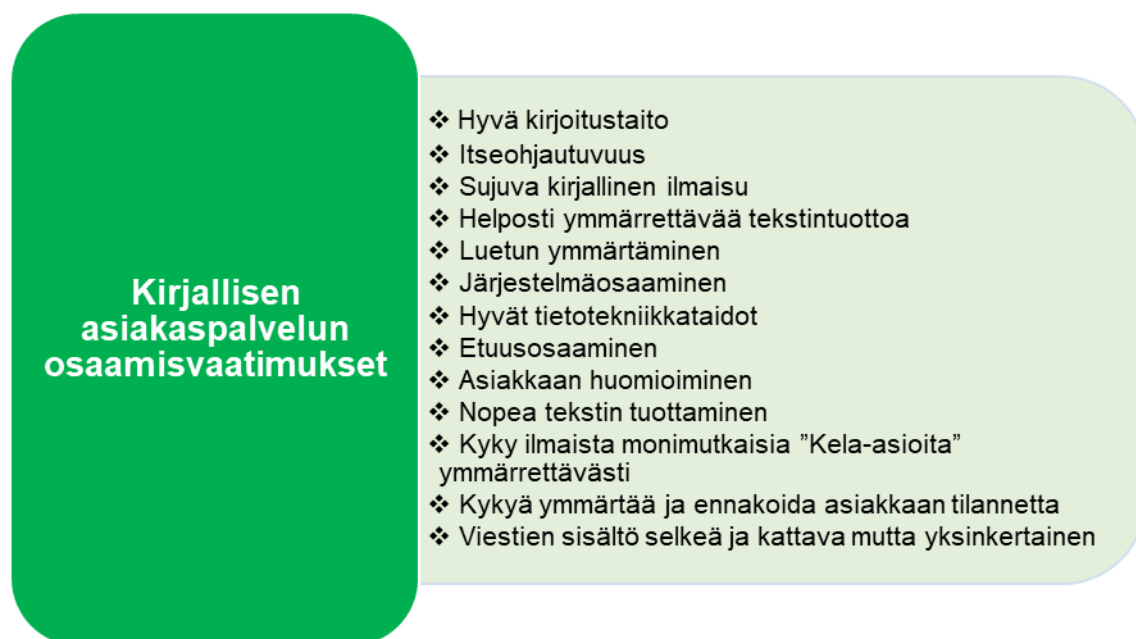 Kirjallisen
asiakaspalvelun
osaamisvaatimukset
❖ Hyvä kirjoitustaito
❖ Itseohjautuvuus
❖ Sujuva kirjallinen ilmaisu
❖ Helposti ymmärrettävää tekstintuottoa
❖ Luetun ymmärtäminen
❖ Järjestelmäosaaminen
❖ Hyvät tietotekniikkataidot
❖ Etuusosaaminen
❖ Asiakkaan huomioiminen
❖ Nopea tekstin tuottaminen
❖ Kyky ilmaista monimutkaisia ”Kela-asioita”
ymmärrettävästi
❖ Kykyä ymmärtää ja ennakoida asiakkaan tilannetta
❖ Viestien sisältö selkeä ja kattava mutta yksinkertainen